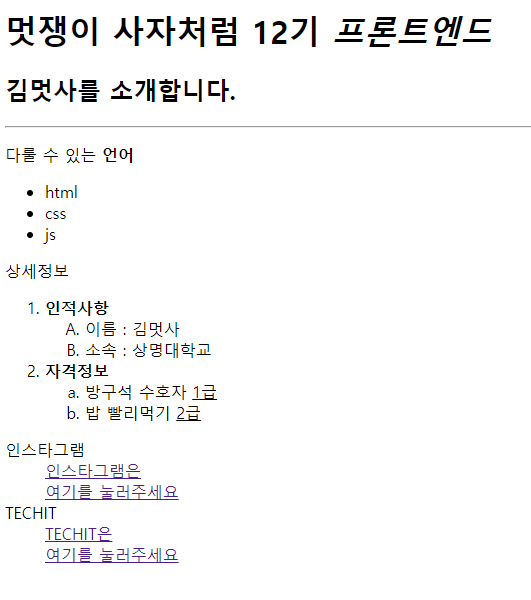 멋쟁이 사자처럼 12기 프론트엔드
김멋사를 소개합니다.
다룰 수 있는 언어
• html
• css
• js
상세정보
1. 인적사항
A. 이름 : 김멋사
B. 소속 : 상명대학교
2. 자격정보
a. 방구석 수호자 1급
b. 밥 빨리먹기 2급
인스타그램
인스타그램은
여기를 눌러주세요
TECHIT
TECHIT은
여기를 눌러주세요